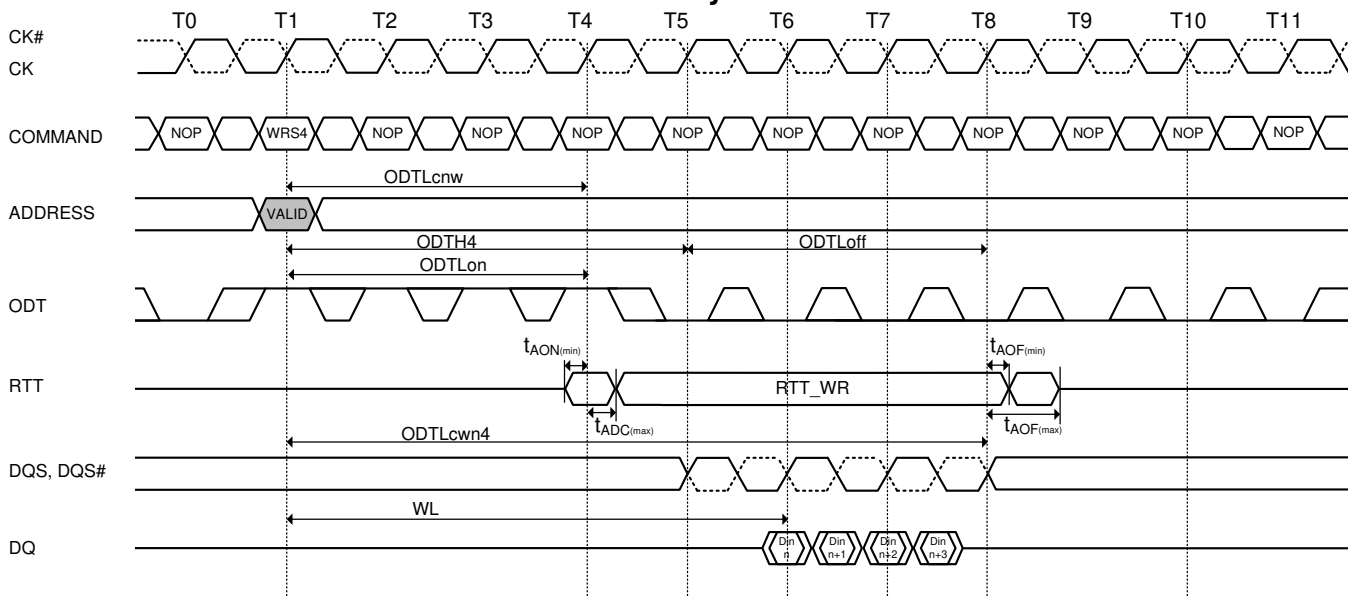 T0 T1 T2 T3 T4 T5 T6 T7 T8 T9 T10 T11
CK#
CK
COMMAND NOP WRS4 NOP NOP NOP NOP NOP NOP NOP NOP NOP NOP
ODTLcnw
ADDRESS VALID
ODTH4 ODTLoff
ODTLon
ODT
tAON(min) tAOF(min)
RTT RTT_WR
tADC(max) tAOF(max)
ODTLcwn4
DQS, DQS#
WL
DQ Din n Din n+1 Din n+2 Din n+3